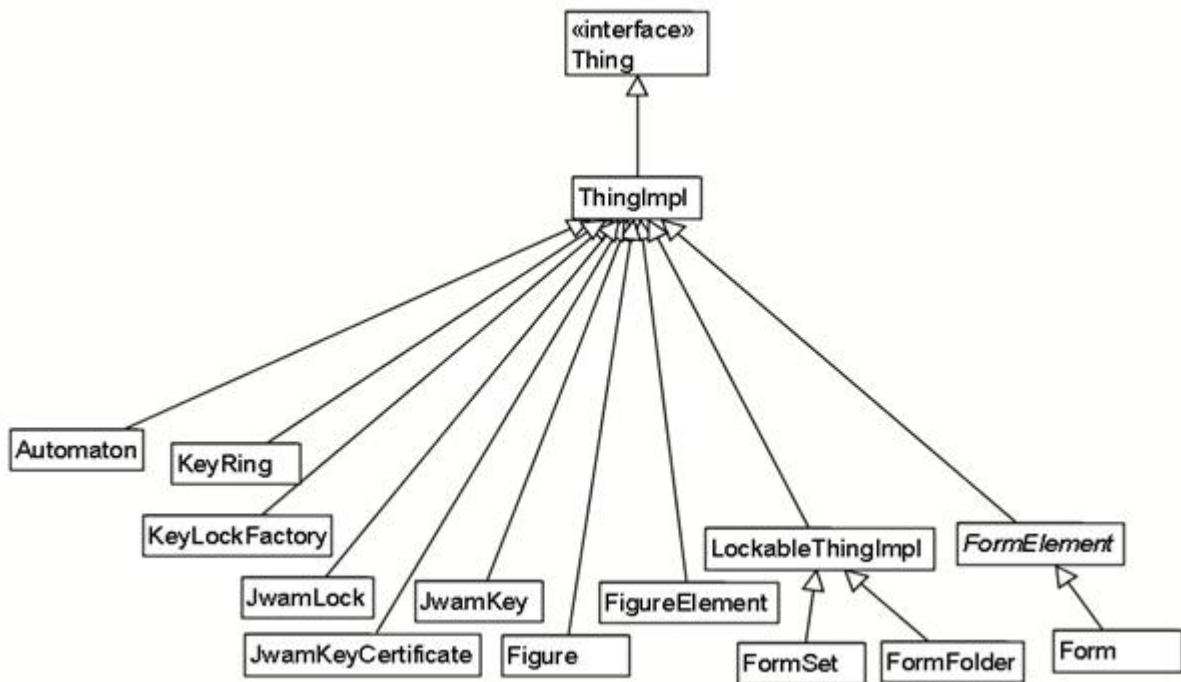 «interface»
Thing
ThingImpl
Automaton
KeyRing
KeyLockFactory
LockableThingImpl
FormElement
JwamLock
JwamKey
FigureElement
JwamKeyCertificate
Figure
FormSet
FormFolder
Form